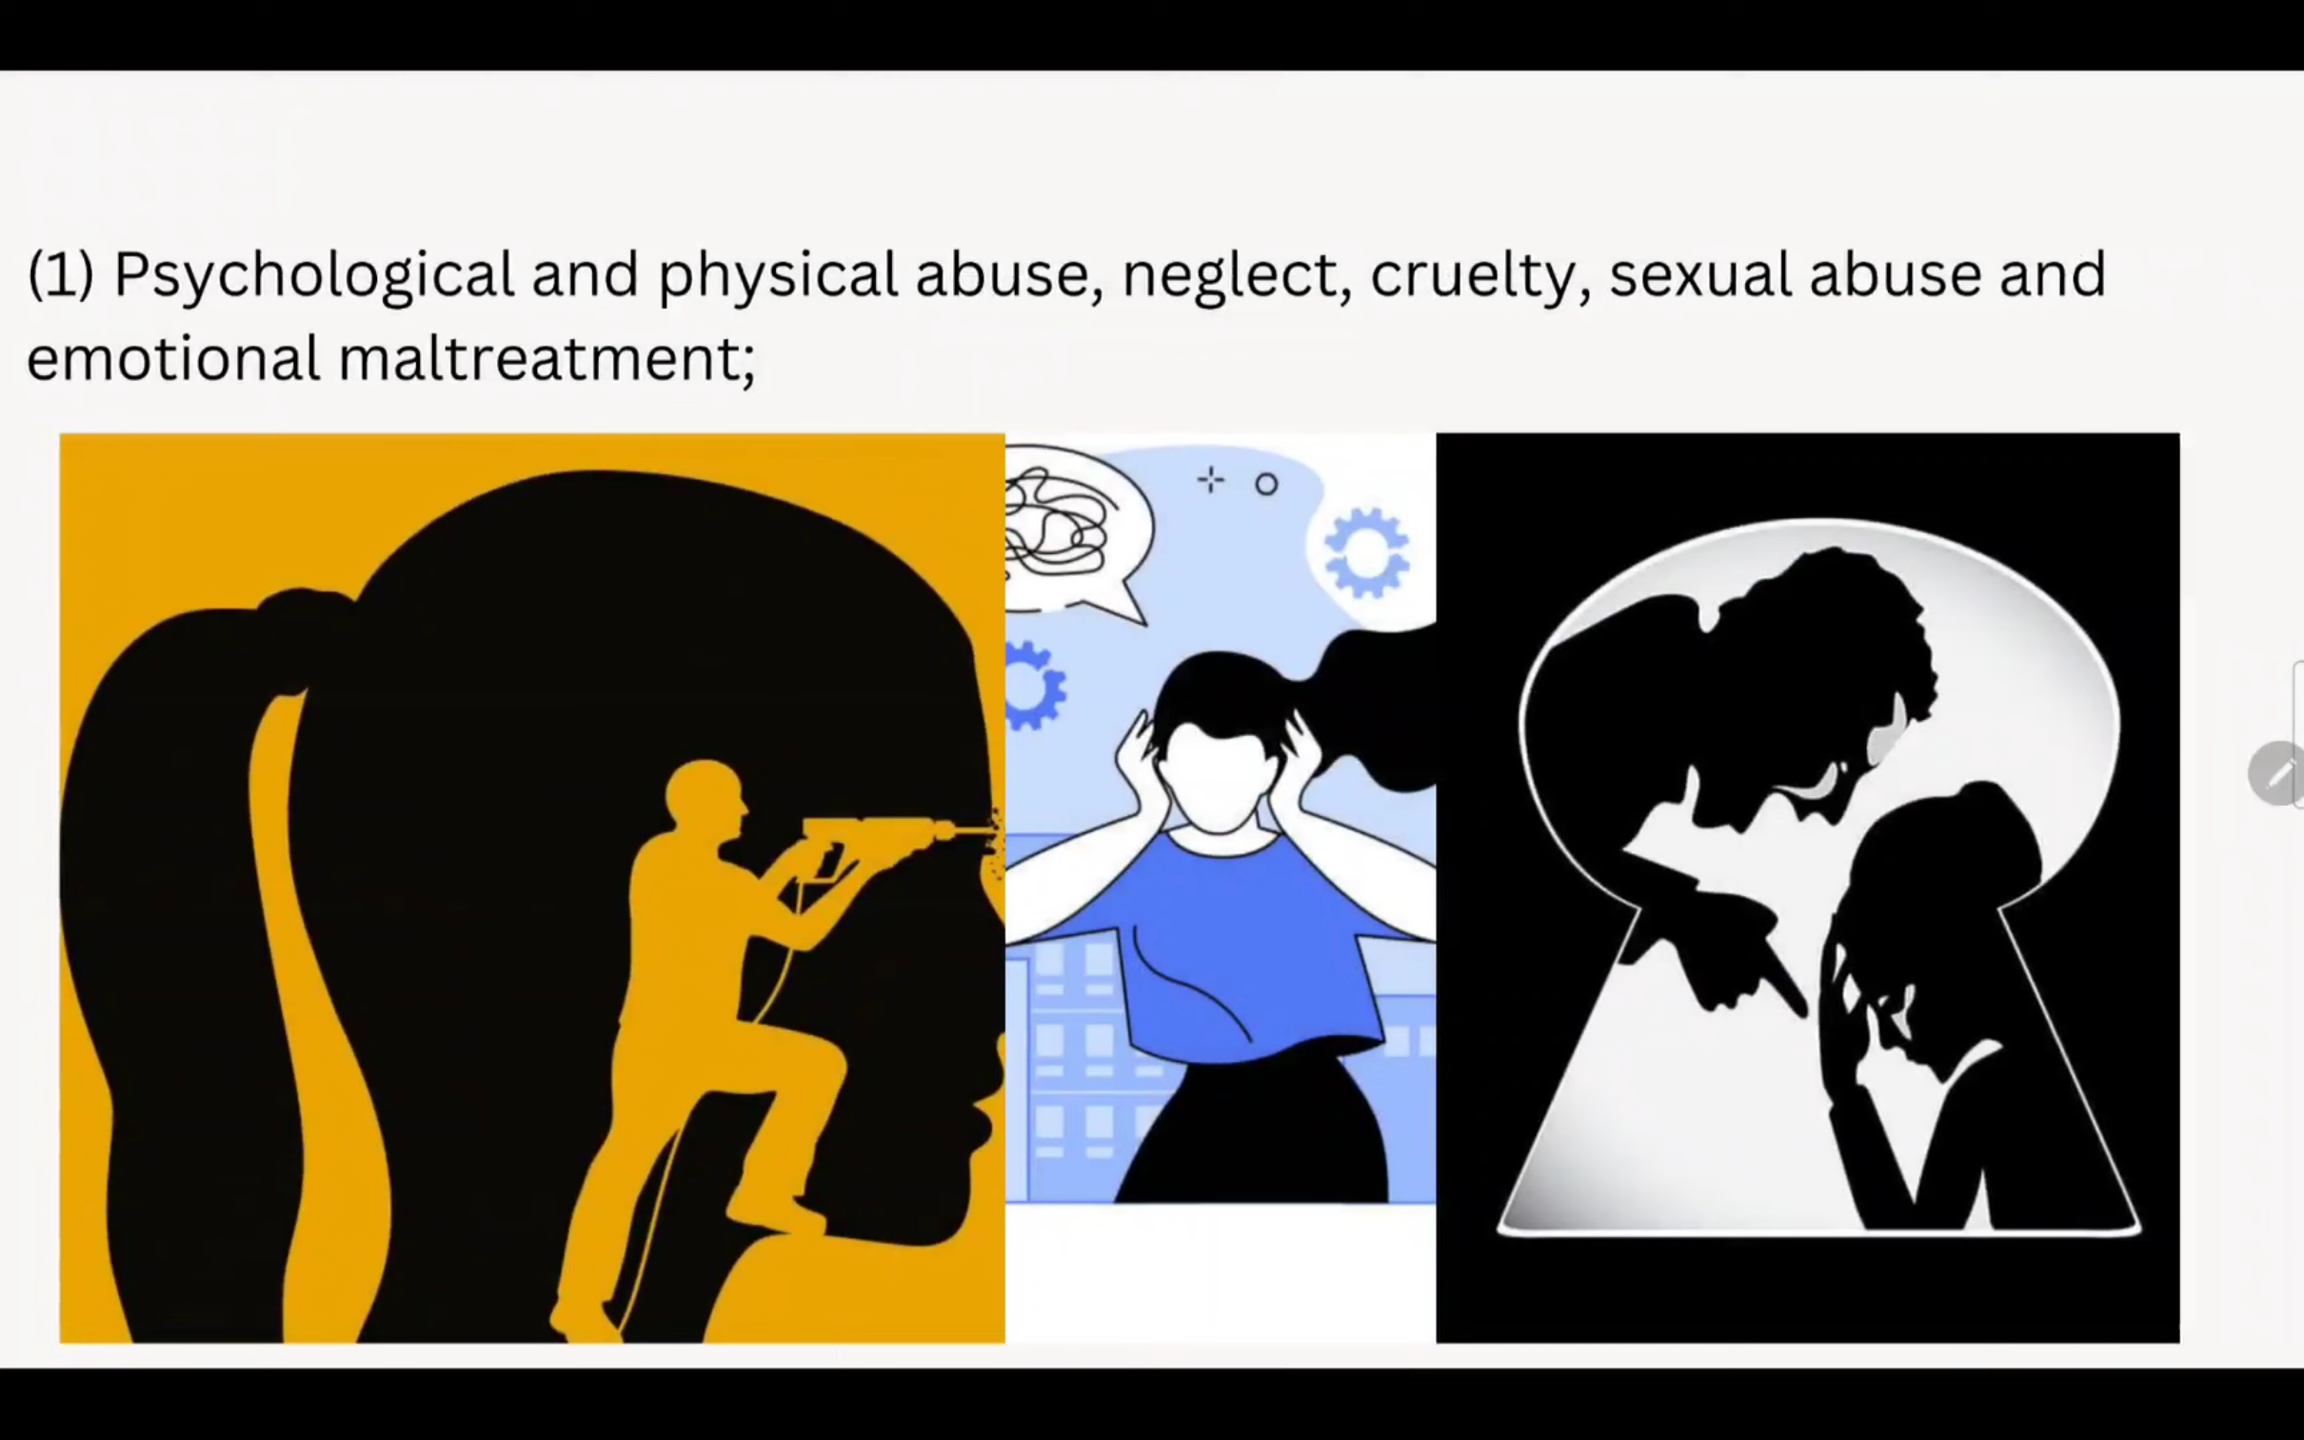 (1) Psychological and physical abuse, neglect, cruelty, sexual abuse and
emotional maltreatment;